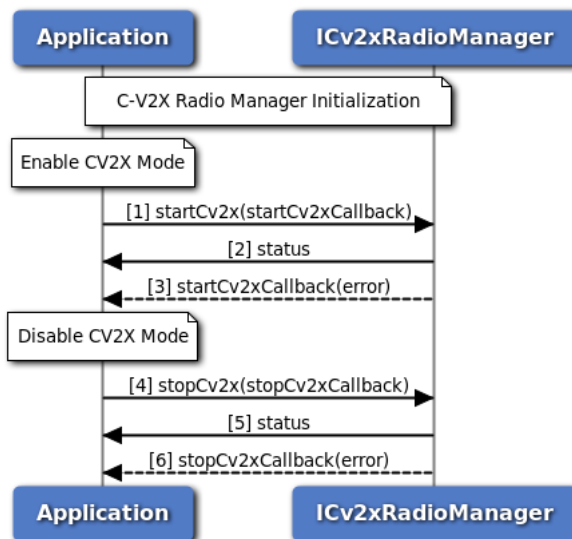 Application
ICv2xRadioManager
C-V2X Radio Manager Initialization
Enable CV2X Mode
[1] startCv2x(startCv2xCallback)
[2] status
[3] startCv2xCallback(error)
Disable CV2X Mode
[4] stopCv2x(stopCv2xCallback)
[5] status
[6] stopCv2xCallback(error)
Application
ICv2xRadioManager